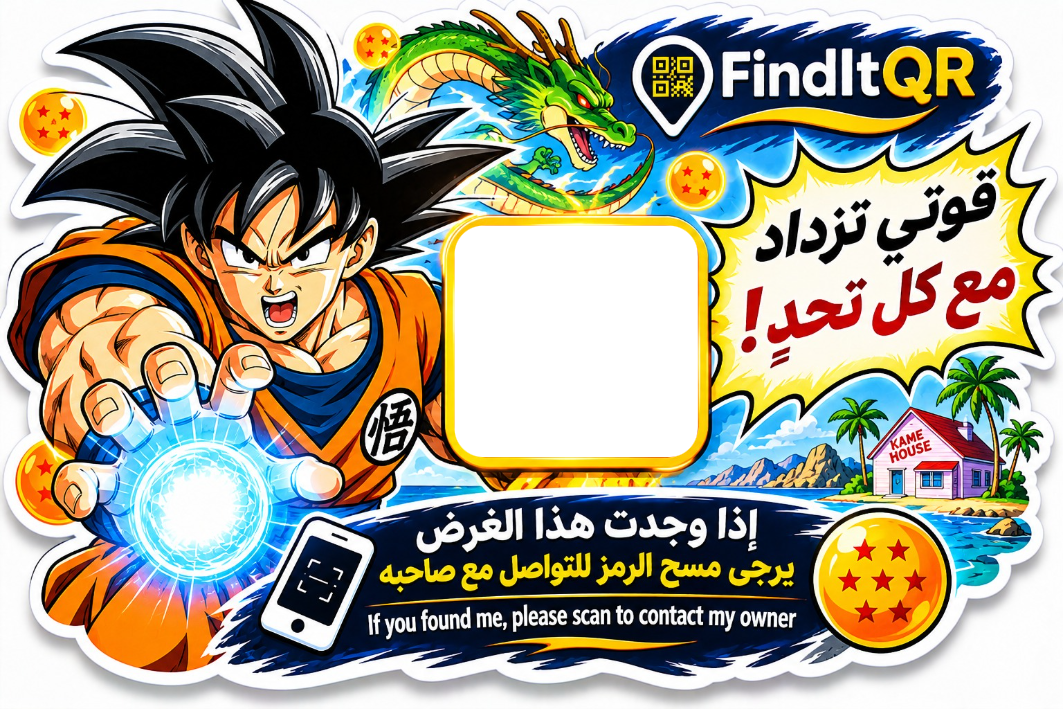 FindItQR
قوتي تزداد
مع كل تحدٍ!
悟
KAME
HOUSE
إذا وجدت هذا الغرض
يرجى مسح الرمز للتواصل مع صاحبه
If you found me, please scan to contact my owner